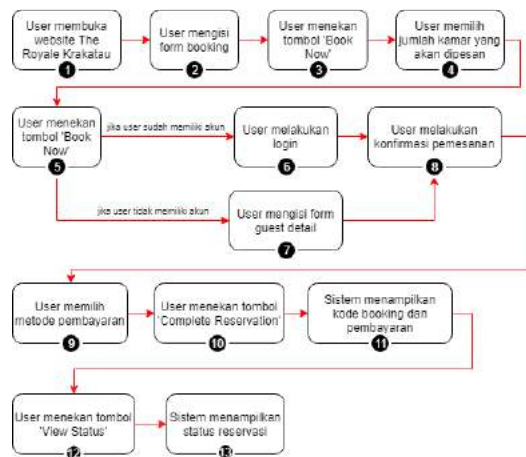 User membuka
website The
Royale Krakatau
1
User mengisi
form booking
2
User menekan
tombol 'Book
Now'
3
User memilih
jumlah kamar yang
akan dipesan
4
User menekan
tombol 'Book
Now'
5
jika user sudah memiliki akun
User melakukan
login
6
User melakukan
konfirmasi pemesanan
8
jika user tidak memiliki akun
User mengisi form
guest detail
7
User memilih
metode pembayaran
9
User menekan tombol
'Complete Reservation'
10
Sistem menampilkan
kode booking dan
pembayaran
11
User menekan tombol
'View Status'
12
Sistem menampilkan
status reservasi
13